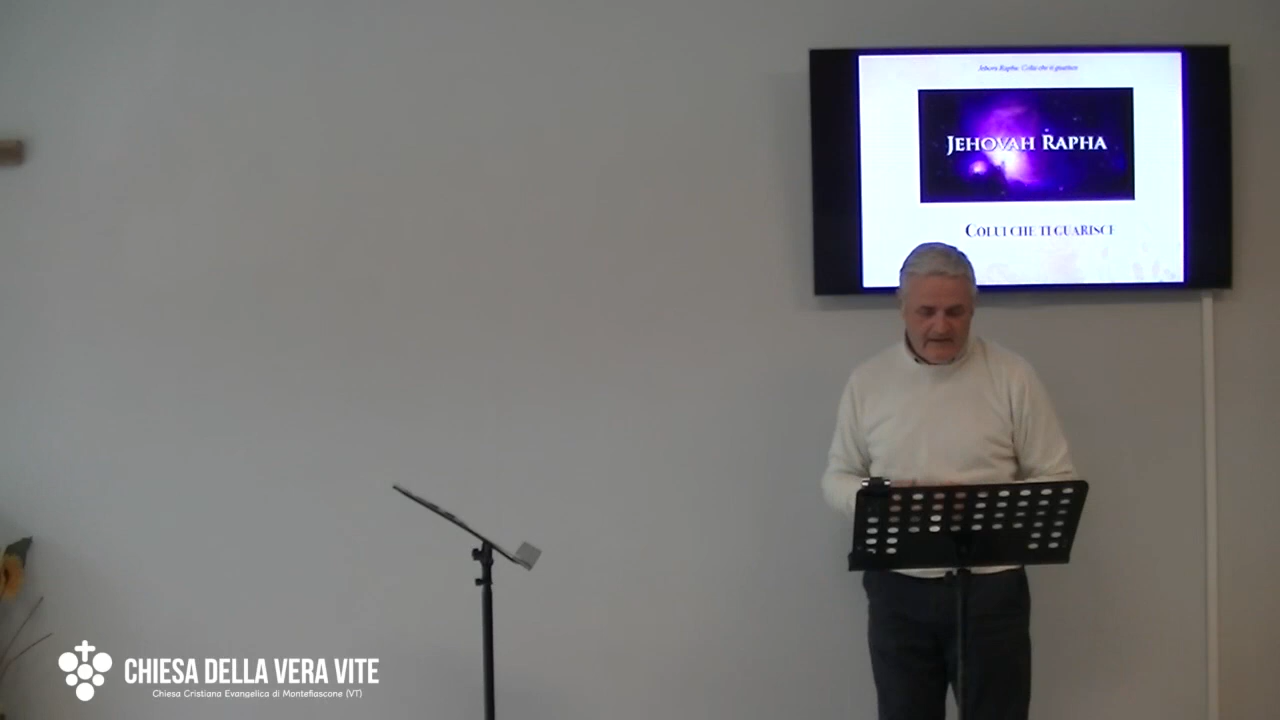 Jehova Rapha: Colui che ti guarisce
JEHOVAH RAPHA
COLUI CHE TI GUARISCE
CHIESA DELLA VERA VITE
Chiesa Cristiana Evangelica di Montefiascone (VT)